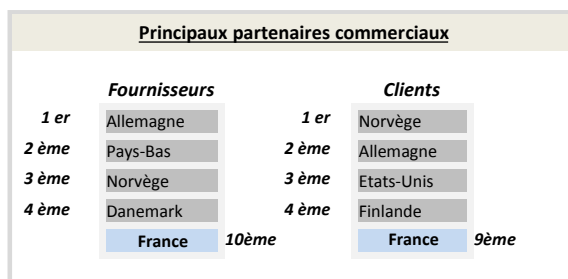 Principaux partenaires commerciaux
Fournisseurs Clients
1 er Allemagne 1 er Norvège
2 ème Pays-Bas 2 ème Allemagne
3 ème Norvège 3 ème Etats-Unis
4 ème Danemark 4 ème Finlande
France 10ème France 9ème